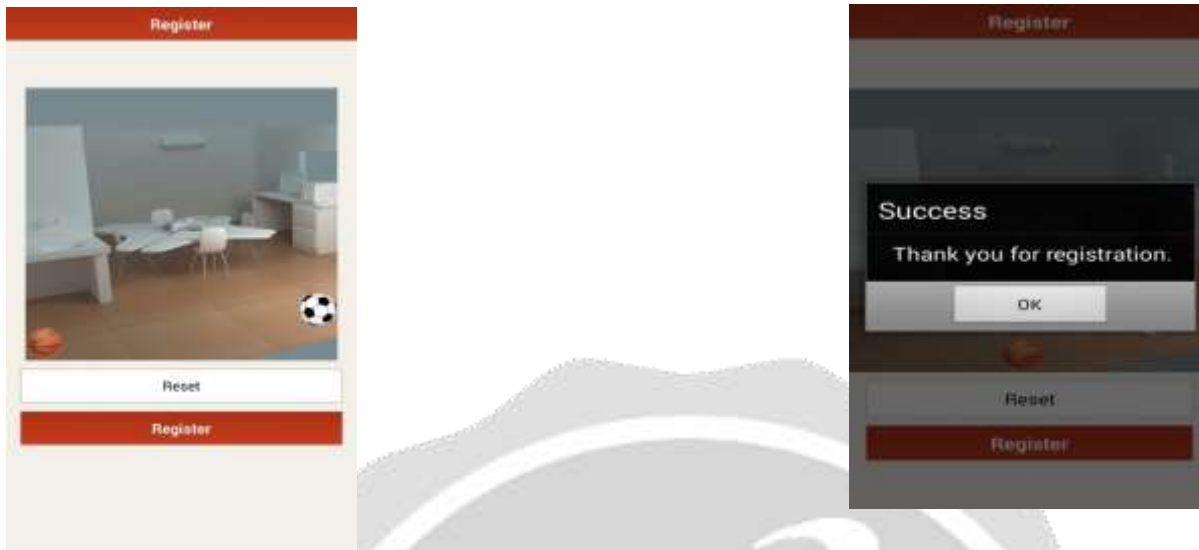 Register
Reset
Register
Register
Success
Thank you for registration.
OK
Reset
Register